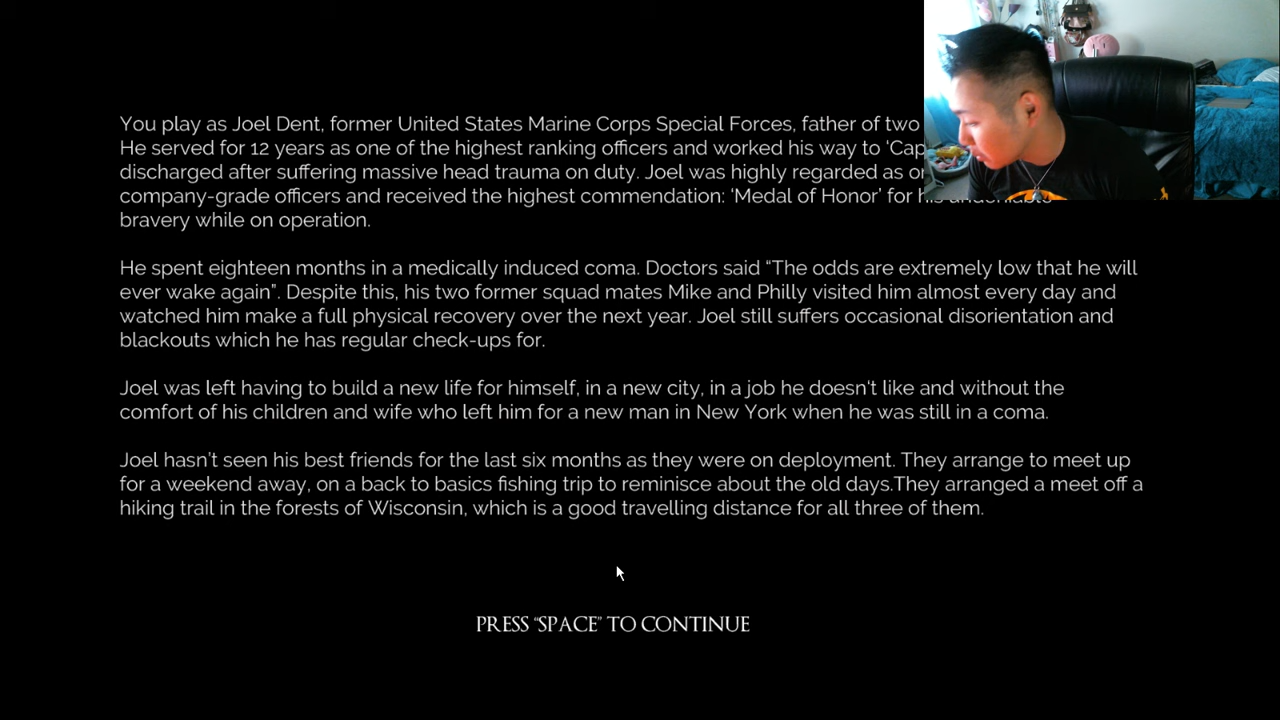 You play as Joel Dent, former United States Marine Corps Special Forces, father of two
He served for 12 years as one of the highest ranking officers and worked his way to ‘Cap
discharged after suffering massive head trauma on duty. Joel was highly regarded as
company-grade officers and received the highest commendation: ‘Medal of Honor’ for his undeniable
bravery while on operation.
He spent eighteen months in a medically induced coma. Doctors said “The odds are extremely low that he will
ever wake again”. Despite this, his two former squad mates Mike and Philly visited him almost every day and
watched him make a full physical recovery over the next year. Joel still suffers occasional disorientation and
blackouts which he has regular check-ups for.
Joel was left having to build a new life for himself, in a new city, in a job he doesn't like and without the
comfort of his children and wife who left him for a new man in New York when he was still in a coma.
Joel hasn’t seen his best friends for the last six months as they were on deployment. They arrange to meet up
for a weekend away, on a back to basics fishing trip to reminisce about the old days.They arranged a meet off a
hiking trail in the forests of Wisconsin, which is a good travelling distance for all three of them.
PRESS “SPACE” TO CONTINUE